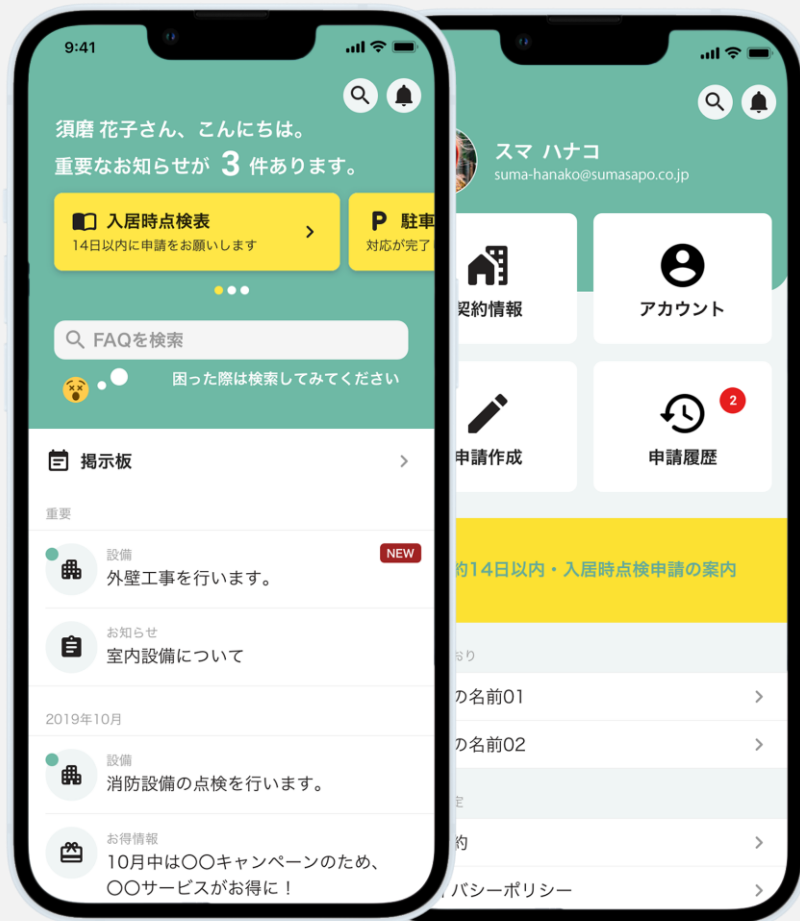 9:41
須磨 花子さん、こんにちは。
重要なお知らせが 3 件あります。
入居時点検表
14日以内に申請をお願いします
P 駐車
対応が完了
FAQを検索
困った際は検索してみてください
掲示板
重要
設備
NEW
外壁工事を行います。
お知らせ
室内設備について
2019年10月
設備
消防設備の点検を行います。
お得情報
10月中は〇〇キャンペーンのため、
〇〇サービスがお得に！
スマ ハナコ
suma-hanako@sumasapo.co.jp
契約情報
アカウント
申請作成
2
申請履歴
約14日以内・入居時点検申請の案内
おり
の名前01
の名前02
定
約
バシーポリシー